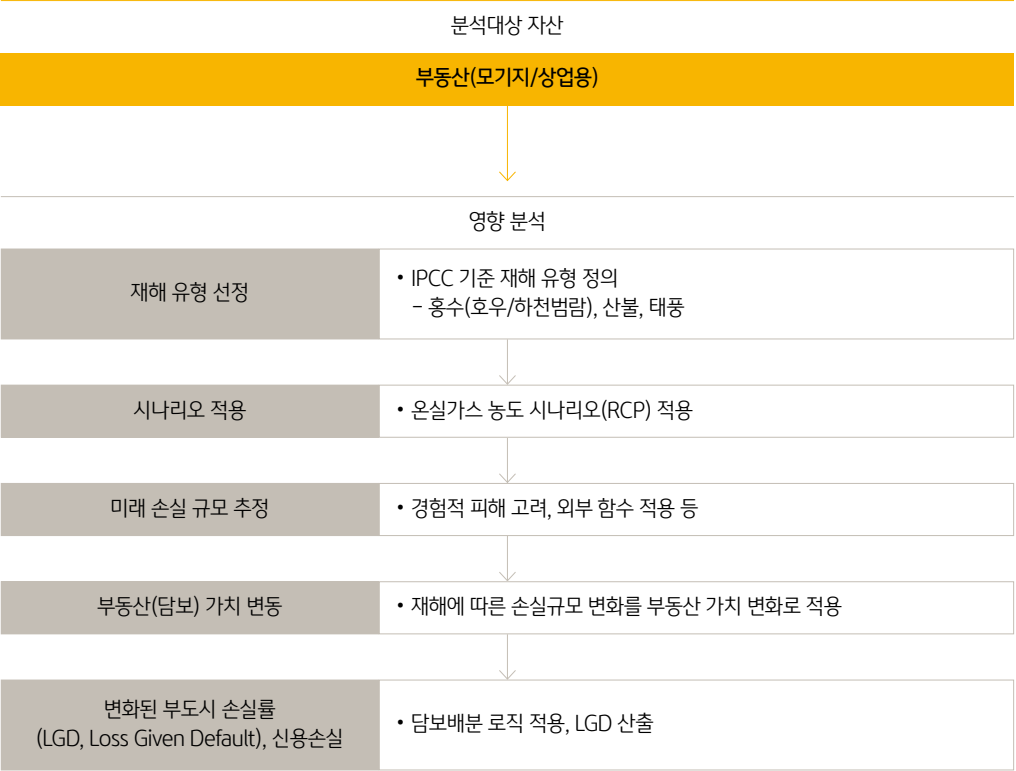 분석대상 자산
부동산(모기지/상업용)
영향 분석
재해 유형 선정
• IPCC 기준 재해 유형 정의
– 홍수(호우/하천범람), 산불, 태풍
시나리오 적용
• 온실가스 농도 시나리오(RCP) 적용
미래 손실 규모 추정
• 경험적 피해 고려, 외부 함수 적용 등
부동산(담보) 가치 변동
• 재해에 따른 손실규모 변화를 부동산 가치 변화로 적용
변화된 부도시 손실률
(LGD, Loss Given Default), 신용손실
• 담보배분 로직 적용, LGD 산출